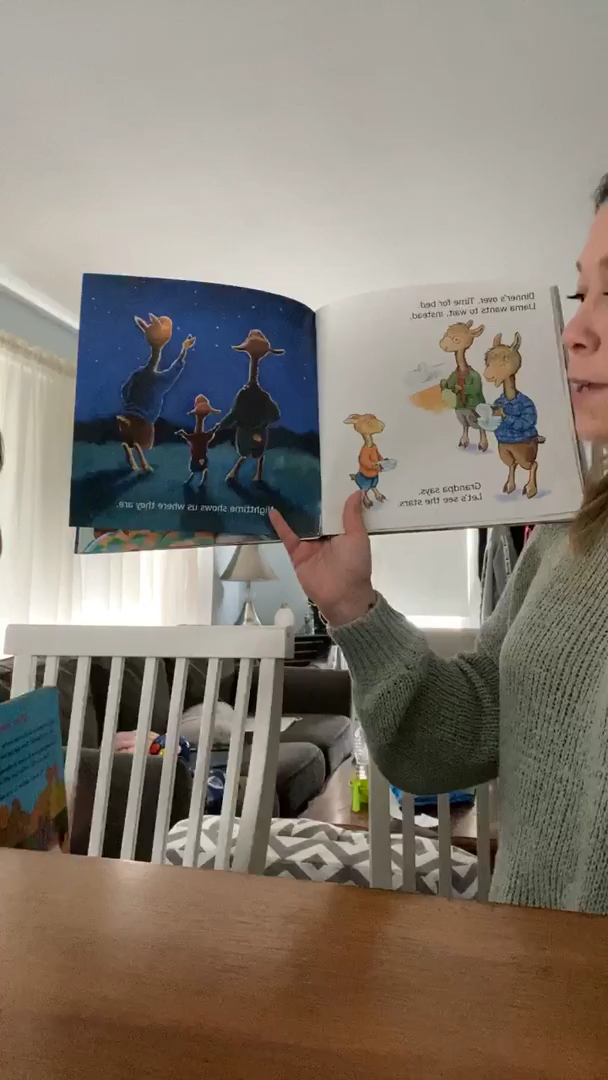 Dinner's over. Time for bed.
Llama wants to wait, instead.
Grandpa says,
Let's see the stars.
Nighttime shows us where they are.